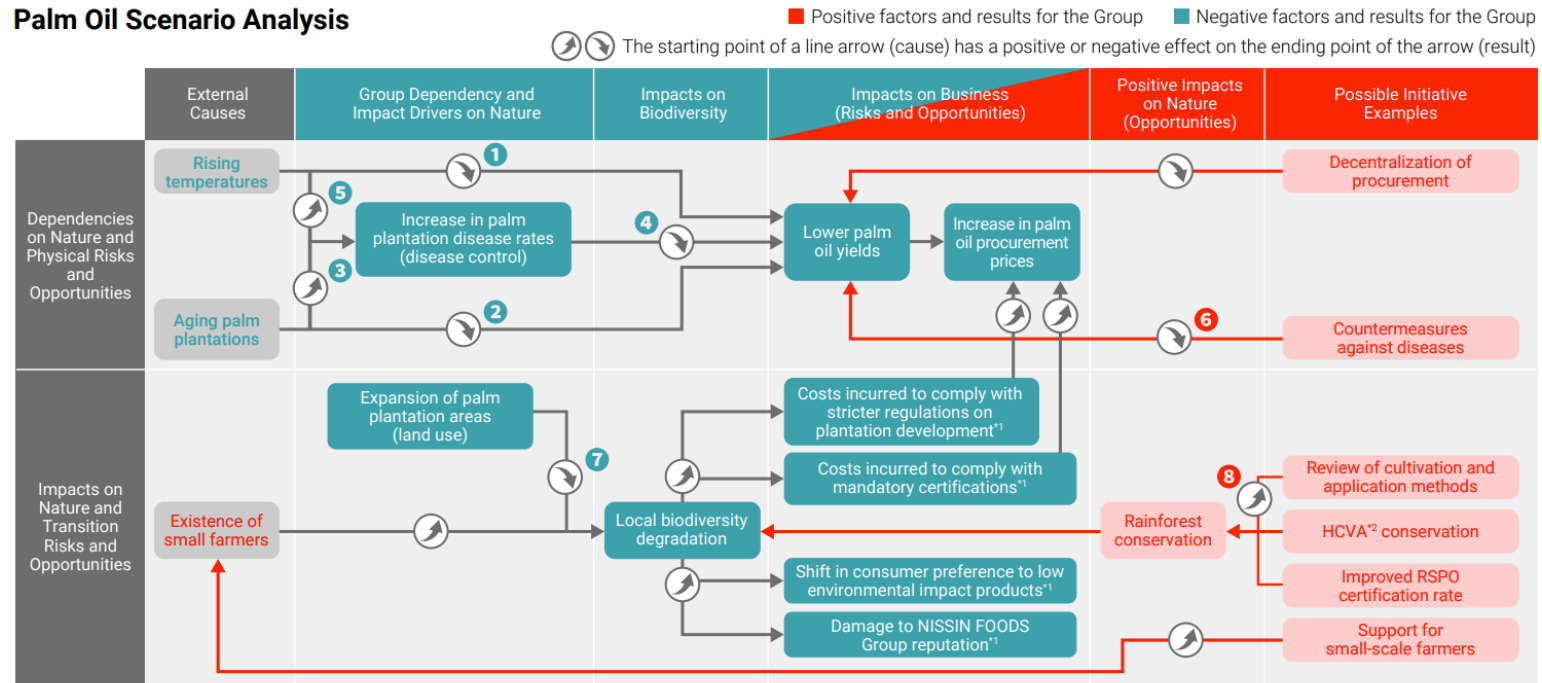 Palm Oil Scenario Analysis
Positive factors and results for the Group
Negative factors and results for the Group
The starting point of a line arrow (cause) has a positive or negative effect on the ending point of the arrow (result)
External
Causes
Group Dependency and
Impact Drivers on Nature
Impacts on
Biodiversity
Impacts on Business
(Risks and Opportunities)
Positive Impacts
on Nature
(Opportunities)
Possible Initiative
Examples
Dependencies
on Nature and
Physical Risks
and
Opportunities
Rising
temperatures
1
5
Increase in palm
plantation disease rates
(disease control)
4
3
Aging palm
plantations
2
Lower palm
oil yields
Increase in palm
oil procurement
prices
Decentralization of
procurement
6
Countermeasures
against diseases
Impacts on
Nature and
Transition
Risks and
Opportunities
Expansion of palm
plantation areas
(land use)
7
Existence of
small farmers
Local biodiversity
degradation
Costs incurred to comply with
stricter regulations on
plantation development*1
Costs incurred to comply with
mandatory certifications*1
Shift in consumer preference to low
environmental impact products*1
Damage to NISSIN FOODS
Group reputation*1
Rainforest
conservation
8
Review of cultivation and
application methods
HCVA*2 conservation
Improved RSPO
certification rate
Support for
small-scale farmers